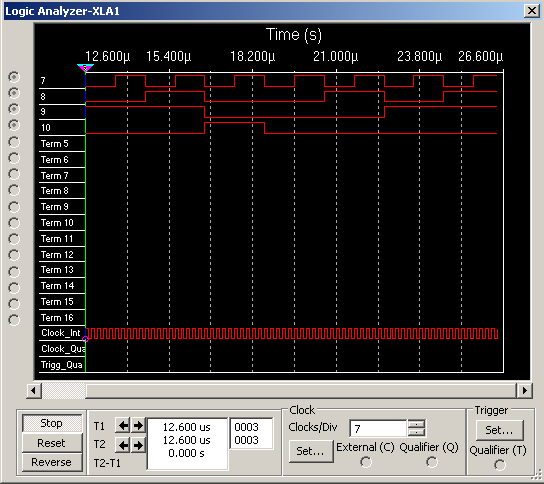 Logic Analyzer-XLA1
Time (s)
12.600µ 15.400µ 18.200µ 21.000µ 23.800µ 26.600µ
7
8
9
10
Term 5
Term 6
Term 7
Term 8
Term 9
Term 10
Term 11
Term 12
Term 13
Term 14
Term 15
Term 16
Clock_Int
Clock_Qua
Trigg_Qua
Stop
Reset
Reverse
T1
T2
T2-T1
12.600 us 0003
12.600 us 0003
0.000 s
Clock
Clocks/Div 7
Set... External (C) Qualifier (Q)
Trigger
Set...
Qualifier (T)